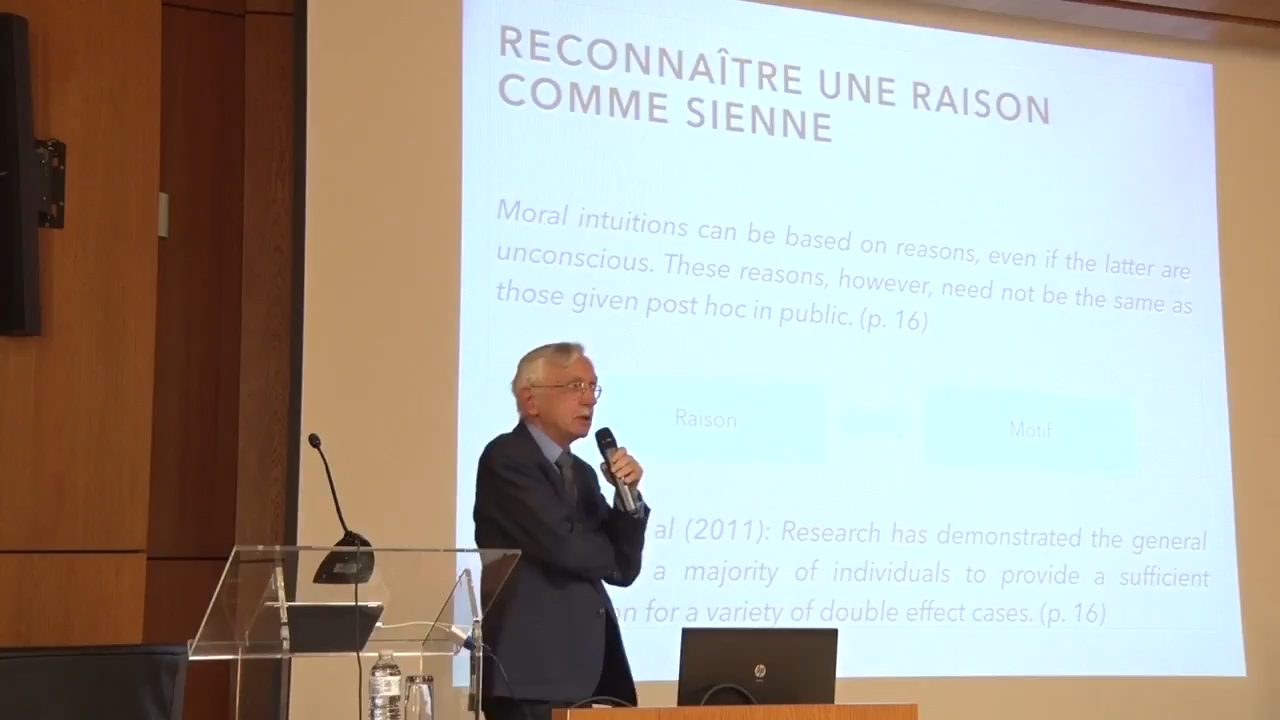 RECONNAÎTRE UNE RAISON
COMME SIENNE
Moral intuitions can be based on reasons, even if the latter are
unconscious. These reasons, however, need not be the same as
those given post hoc in public. (p. 16)
Raison
Motif
al (2011): Research has demonstrated the general
a majority of individuals to provide a sufficient
n for a variety of double effect cases. (p. 16)
hp